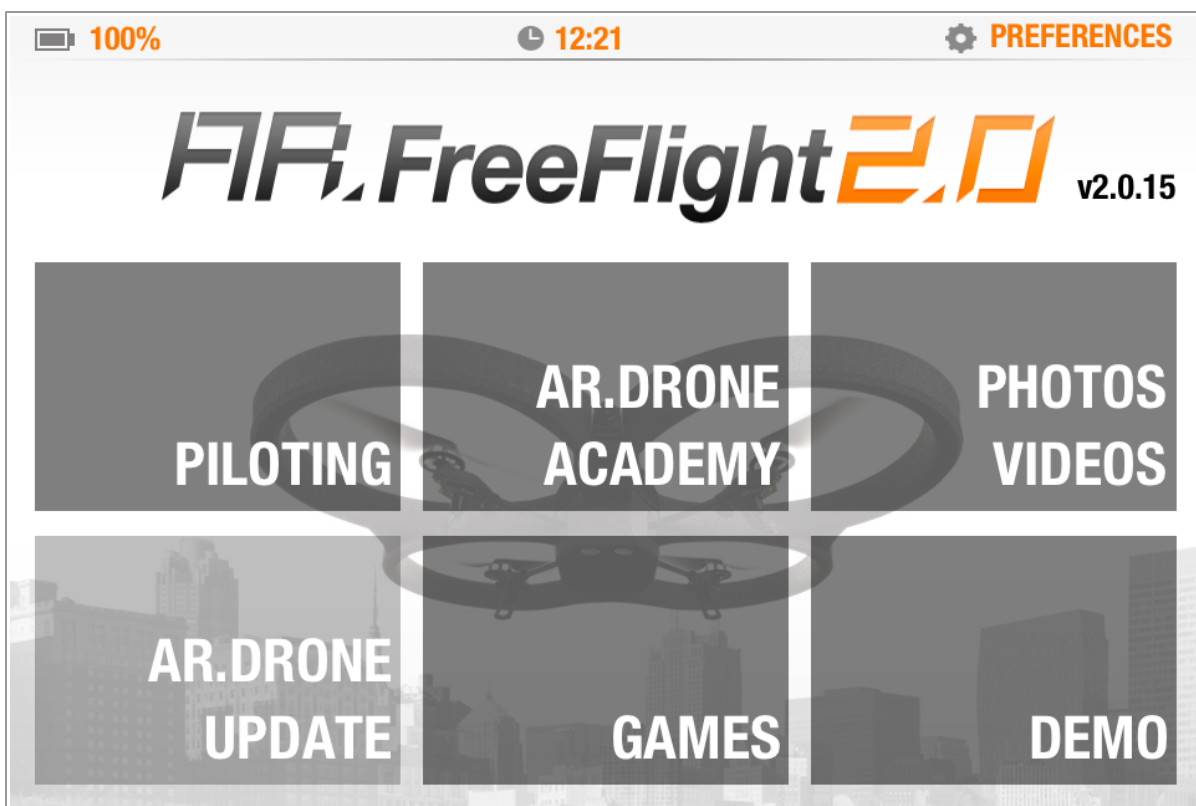 100%
12:21
PREFERENCES
AR.FreeFlight2.0
v2.0.15
PILOTING
AR.DRONE
ACADEMY
PHOTOS
VIDEOS
AR.DRONE
UPDATE
GAMES
DEMO